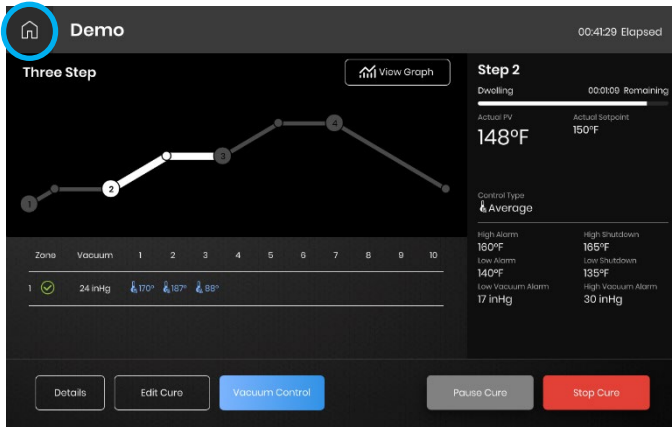 Demo
00:41:29 Elapsed
Three Step
View Graph
1
2
3
4
Zone Vacuum 1 2 3 4 5 6 7 8 9 10
1 24 inHg 170° 187° 88°
Step 2
Dwelling 00:01:09 Remaining
Actual PV Actual Setpoint
148°F 150°F
Control Type
Average
High Alarm High Shutdown
160°F 165°F
Low Alarm Low Shutdown
140°F 135°F
Low Vacuum Alarm High Vacuum Alarm
17 inHg 30 inHg
Details Edit Cure Vacuum Control Pause Cure Stop Cure